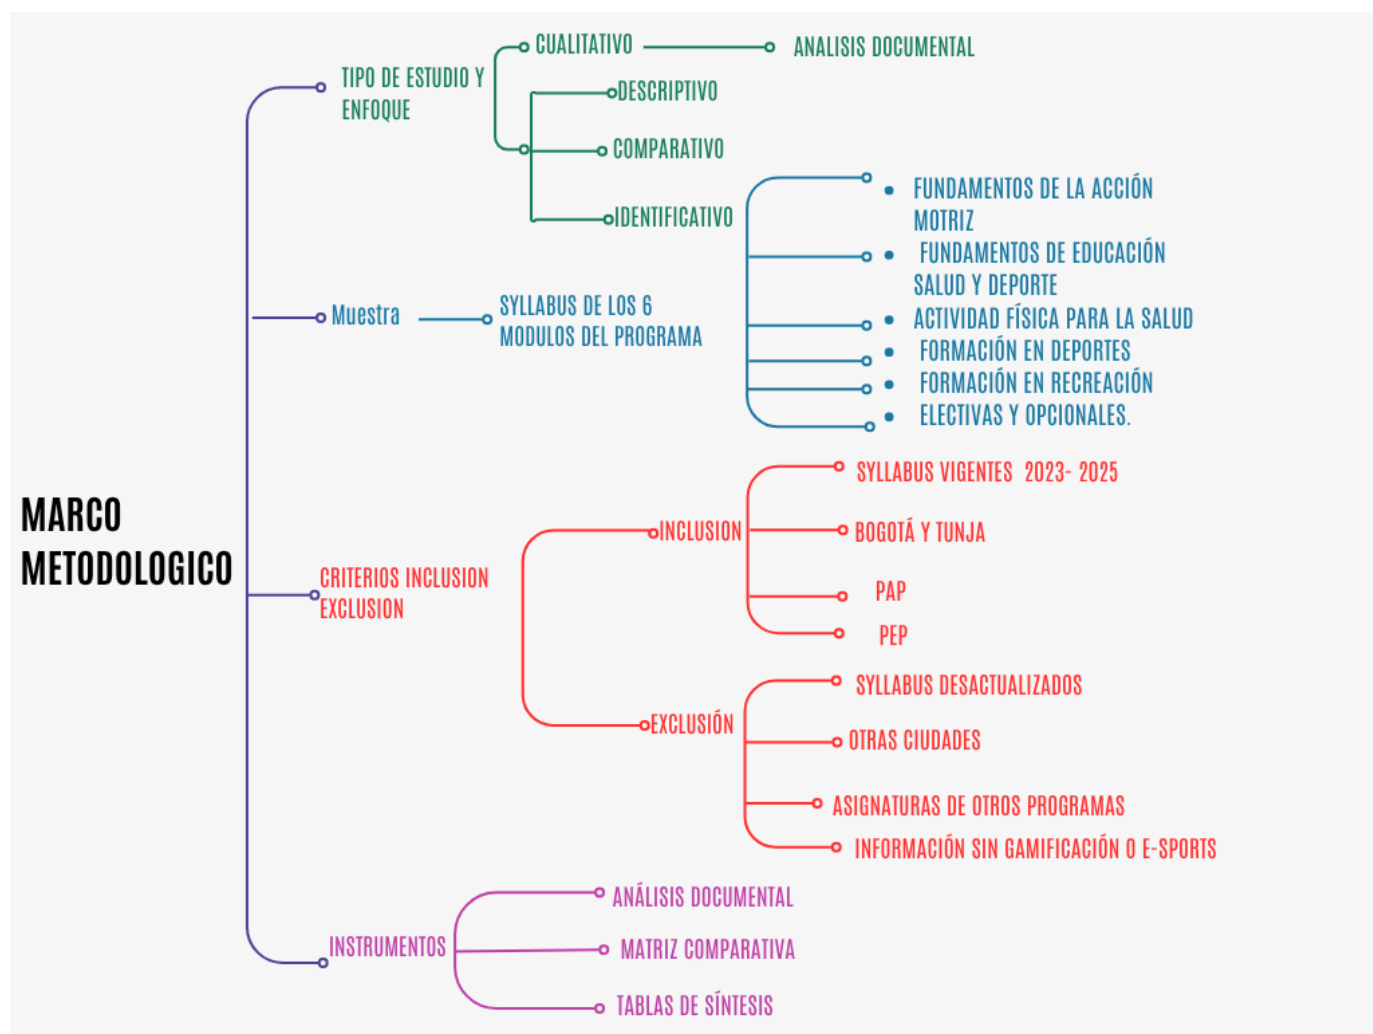 MARCO
METODOLOGICO
TIPO DE ESTUDIO Y
ENFOQUE
CUALITATIVO
ANALISIS DOCUMENTAL
DESCRIPTIVO
COMPARATIVO
IDENTIFICATIVO
Muestra
SYLLABUS DE LOS 6
MODULOS DEL PROGRAMA
• FUNDAMENTOS DE LA ACCIÓN
MOTRIZ
• FUNDAMENTOS DE EDUCACIÓN
SALUD Y DEPORTE
• ACTIVIDAD FÍSICA PARA LA SALUD
• FORMACIÓN EN DEPORTES
• FORMACIÓN EN RECREACIÓN
• ELECTIVAS Y OPCIONALES.
CRITERIOS INCLUSION
EXCLUSION
INCLUSION
SYLLABUS VIGENTES 2023- 2025
BOGOTÁ Y TUNJA
PAP
PEP
EXCLUSIÓN
SYLLABUS DESACTUALIZADOS
OTRAS CIUDADES
ASIGNATURAS DE OTROS PROGRAMAS
INFORMACIÓN SIN GAMIFICACIÓN O E-SPORTS
INSTRUMENTOS
ANÁLISIS DOCUMENTAL
MATRIZ COMPARATIVA
TABLAS DE SÍNTESIS